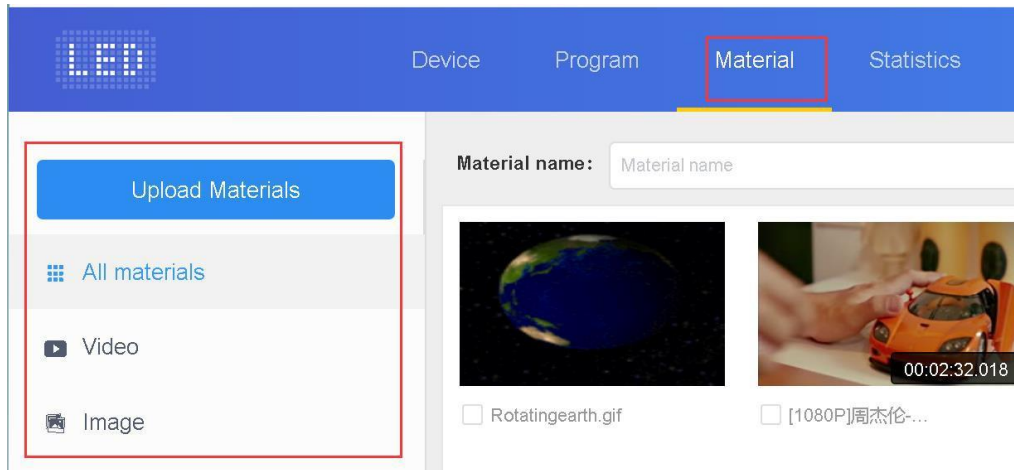 LED
Device Program Material Statistics
Upload Materials
All materials
Video
Image
Material name: Material name
00:02:32.018
Rotatingearth.gif
[1080P]周杰伦-...